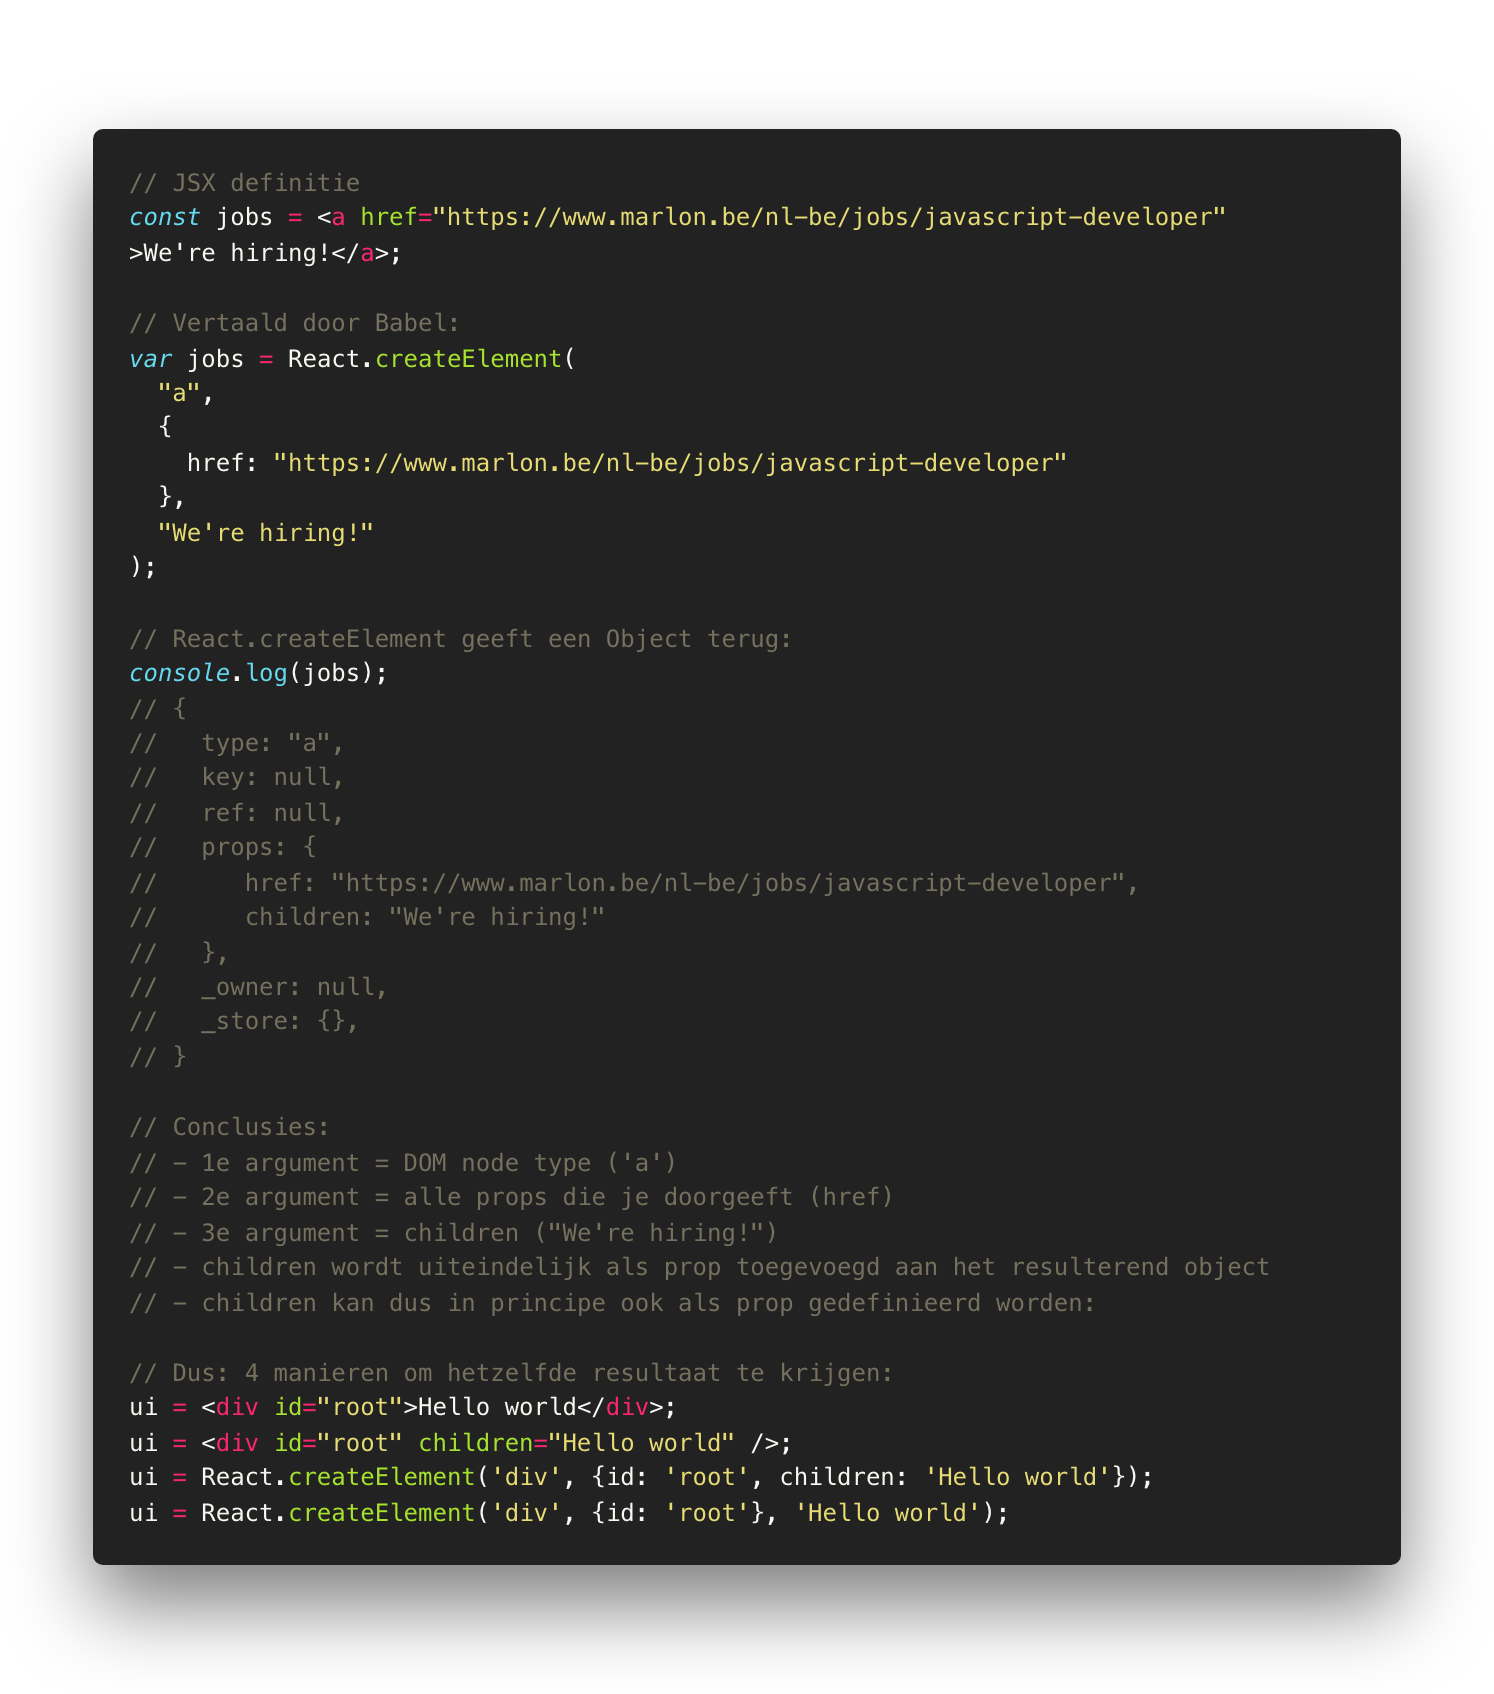 // JSX definitie
const jobs = <a href="https://www.marlon.be/nl-be/jobs/javascript-developer"
>We're hiring!</a>;

// Vertaald door Babel:
var jobs = React.createElement(
  "a",
  {
    href: "https://www.marlon.be/nl-be/jobs/javascript-developer"
  },
  "We're hiring!"
);

// React.createElement geeft een Object terug:
console.log(jobs);
// {
//   type: "a",
//   key: null,
//   ref: null,
//   props: {
//      href: "https://www.marlon.be/nl-be/jobs/javascript-developer",
//      children: "We're hiring!"
//   },
//   _owner: null,
//   _store: {},
// }

// Conclusies:
// - 1e argument = DOM node type ('a')
// - 2e argument = alle props die je doorgeeft (href)
// - 3e argument = children ("We're hiring!")
// - children wordt uiteindelijk als prop toegevoegd aan het resulterend object
// - children kan dus in principe ook als prop gedefinieerd worden:

// Dus: 4 manieren om hetzelfde resultaat te krijgen:
ui = <div id="root">Hello world</div>;
ui = <div id="root" children="Hello world" />;
ui = React.createElement('div', {id: 'root', children: 'Hello world'});
ui = React.createElement('div', {id: 'root'}, 'Hello world');